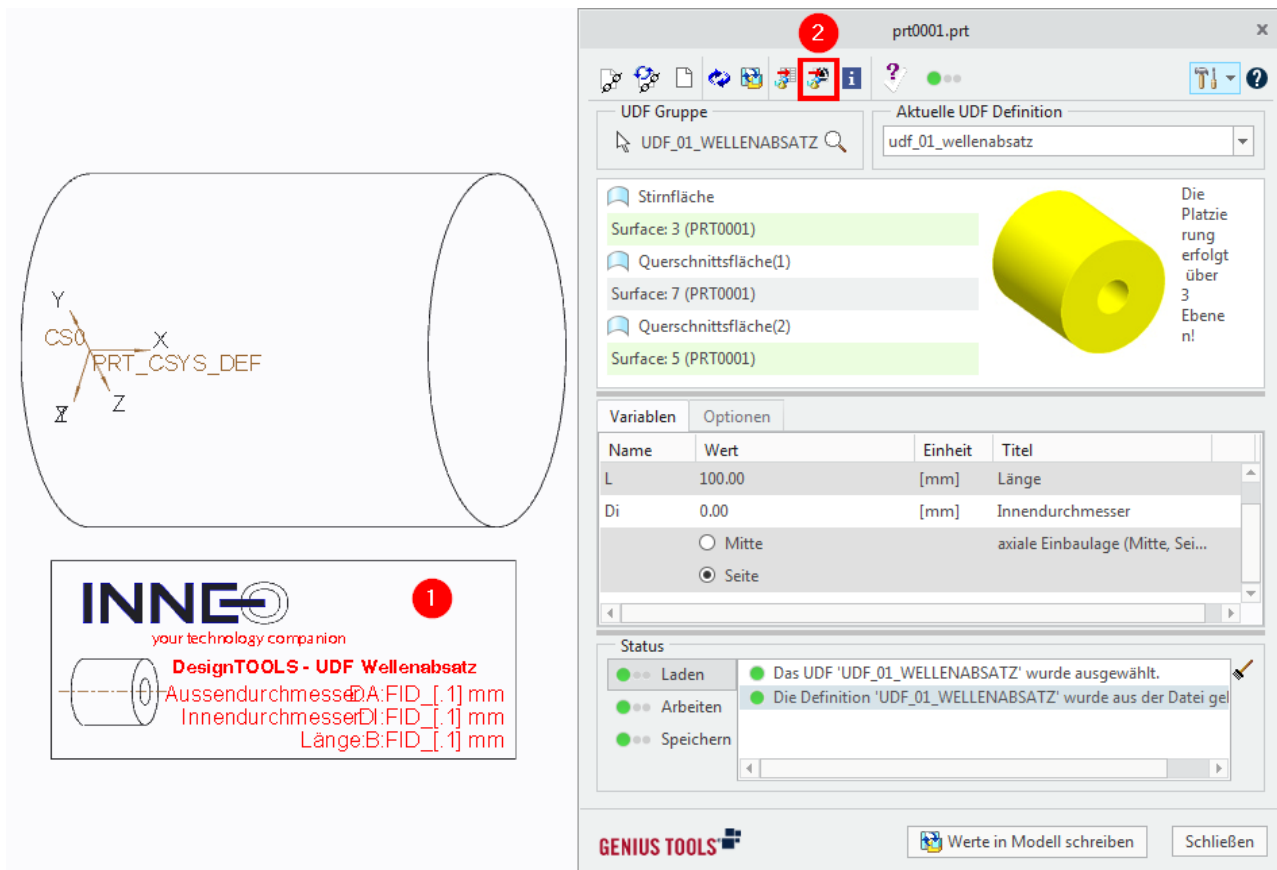 Y
CS0
X
PRT_CSYS_DEF
Z
INNEO
1
your technology companion
DesignTOOLS - UDF Wellenabsatz
Aussendurchmesser:DA:FID_[.1] mm
Innendurchmesser:DI:FID_[.1] mm
Länge:B:FID_[.1] mm
2
prt0001.prt
UDF Gruppe
UDF_01_WELLENABSATZ
Aktuelle UDF Definition
udf_01_wellenabsatz
Stirnfläche
Surface: 3 (PRT0001)
Querschnittsfläche(1)
Surface: 7 (PRT0001)
Querschnittsfläche(2)
Surface: 5 (PRT0001)
Die
Platzie
rung
erfolgt
über
3
Ebene
n!
Variablen Optionen
Name Wert Einheit Titel
L 100.00 [mm] Länge
Di 0.00 [mm] Innendurchmesser
Mitte axiale Einbaulage (Mitte, Sei...
Seite
Status
Laden
Arbeiten
Speichern
Das UDF 'UDF_01_WELLENABSATZ' wurde ausgewählt.
Die Definition 'UDF_01_WELLENABSATZ' wurde aus der Datei gel
GENIUS TOOLS
Werte in Modell schreiben
Schließen